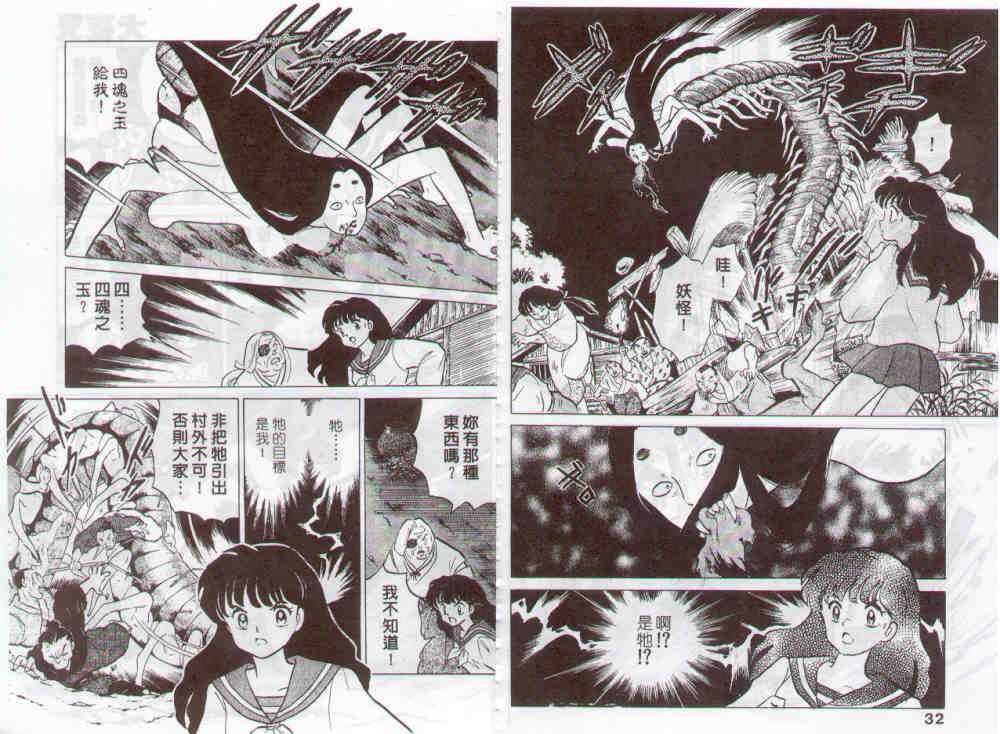 ！
哇！
妖怪！
ギギ
啊!?
是牠!?
32
四魂之玉
給我！
四……
四魂之
玉？
妳有那種
東西嗎？
我不知道！
牠……
牠的目標
是我！
非把牠引出
村外不可！
否則大家…